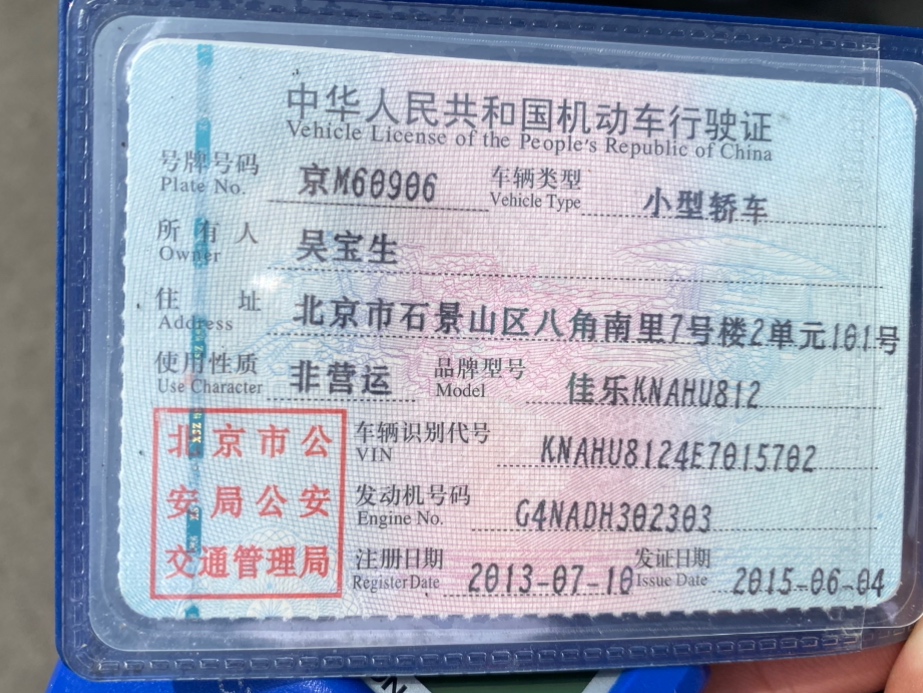 中华人民共和国机动车行驶证
Vehicle License of the People's Republic of China
号牌号码 京M60906 车辆类型 小型轿车
Plate No. Vehicle Type
所有人 吴宝生
Owner
住址 北京市石景山区八角南里7号楼2单元101号
Address
使用性质 非营运 品牌型号 佳乐KNAHU812
Use Character Model
北京市公
安局公安
交通管理局
车辆识别代号 KNAHU8124E7015702
VIN
发动机号码 G4NADH302303
Engine No.
注册日期 2013-07-10 发证日期 2015-06-04
Register Date Issue Date